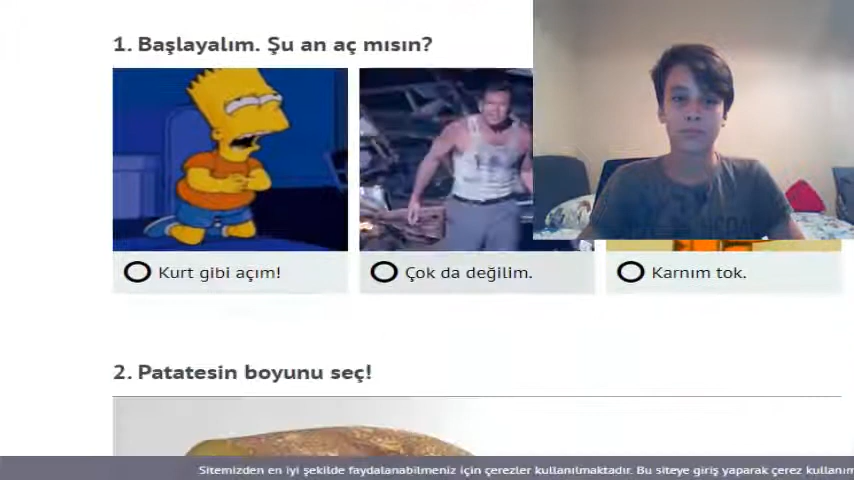 1. Başlayalım. Şu an aç mısın?
Kurt gibi açım!
Çok da değilim.
Karnım tok.
2. Patatesin boyunu seç!
Sitemizden en iyi şekilde faydalanabilmeniz için çerezler kullanılmaktadır. Bu siteye giriş yaparak çerez